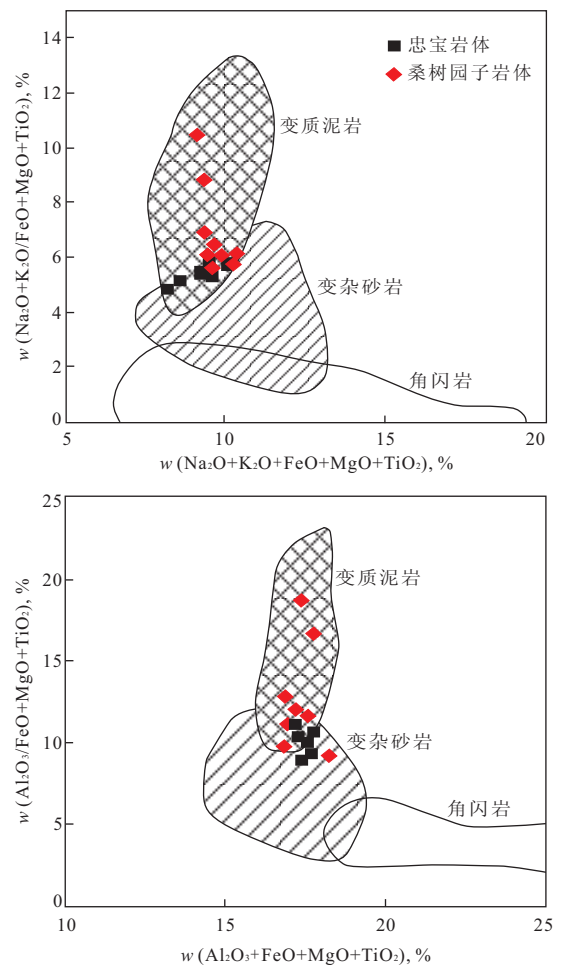 14
12
10
8
6
4
2
0
5
10
15
20
w (Na₂O+K₂O/FeO+MgO+TiO₂), %
忠宝岩体
桑树园子岩体
变质泥岩
变杂砂岩
角闪岩
w (Na₂O+K₂O+FeO+MgO+TiO₂), %
25
20
15
10
5
0
10
15
20
25
w (Al₂O₃/FeO+MgO+TiO₂), %
变质泥岩
变杂砂岩
角闪岩
w (Al₂O₃+FeO+MgO+TiO₂), %